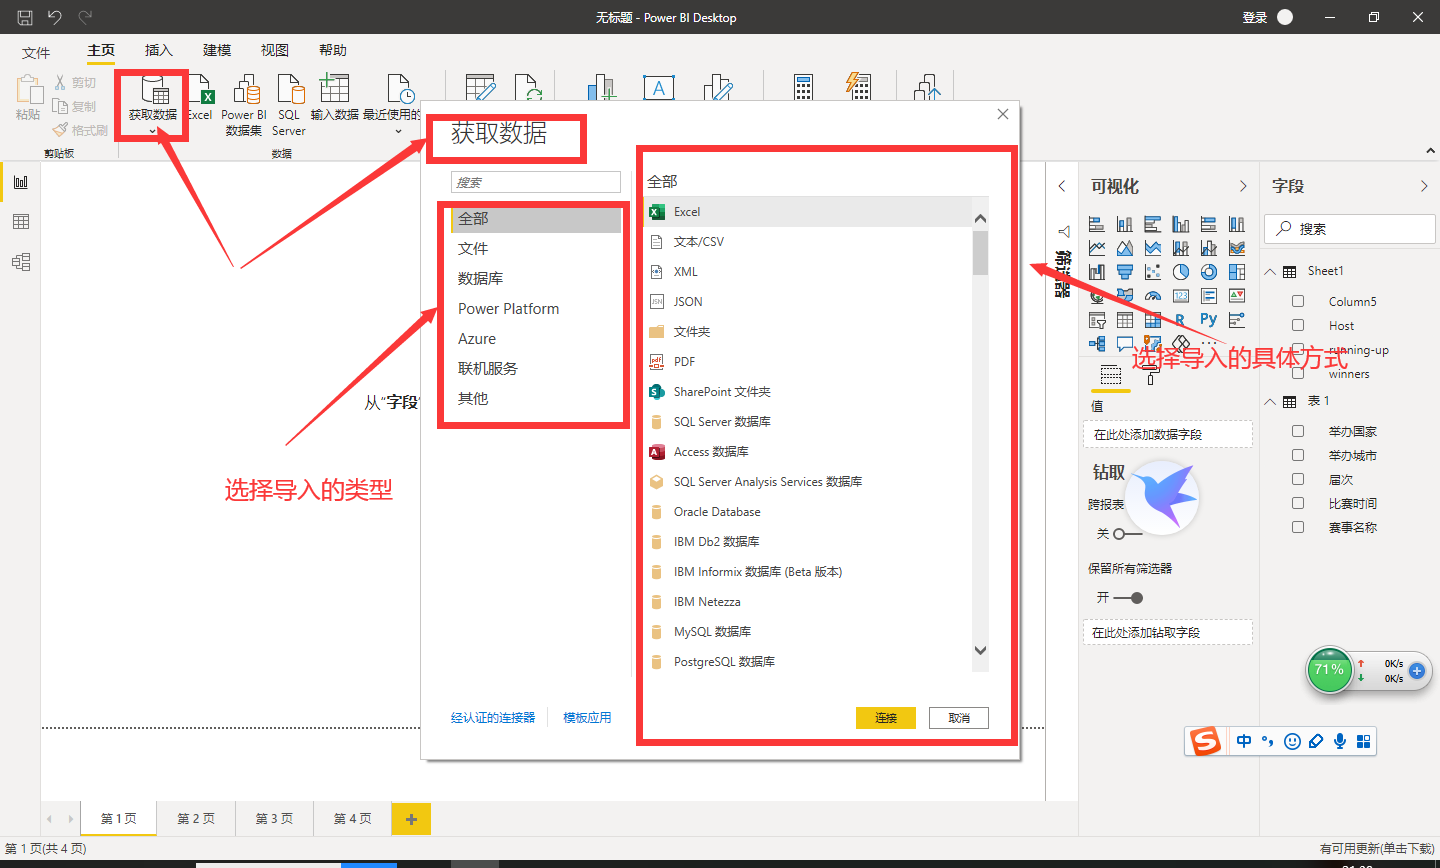 无标题 - Power BI Desktop
登录
文件
主页
插入
建模
视图
帮助
粘贴
剪切
复制
格式刷
剪贴板
获取数据
Excel
Power BI
数据集
SQL
Server
输入数据
最近使用的
数据
获取数据
搜索
全部
文件
数据库
Power Platform
Azure
联机服务
其他
全部
Excel
文本/CSV
XML
JSON
文件夹
PDF
SharePoint 文件夹
SQL Server 数据库
Access 数据库
SQL Server Analysis Services 数据库
Oracle Database
IBM Db2 数据库
IBM Informix 数据库 (Beta 版本)
IBM Netezza
MySQL 数据库
PostgreSQL 数据库
经认证的连接器
模板应用
连接
取消
从"字段"
选择导入的类型
选择导入的具体方式
筛选器
可视化
值
在此处添加数据字段
钻取
跨报表
关
保留所有筛选器
开
在此处添加钻取字段
字段
搜索
Sheet1
Column5
Host
running-up
winners
表 1
举办国家
举办城市
届次
比赛时间
赛事名称
71%
0K/s
0K/s
中
第 1 页
第 2 页
第 3 页
第 4 页
第 1 页(共 4 页)
有可用更新(单击下载)